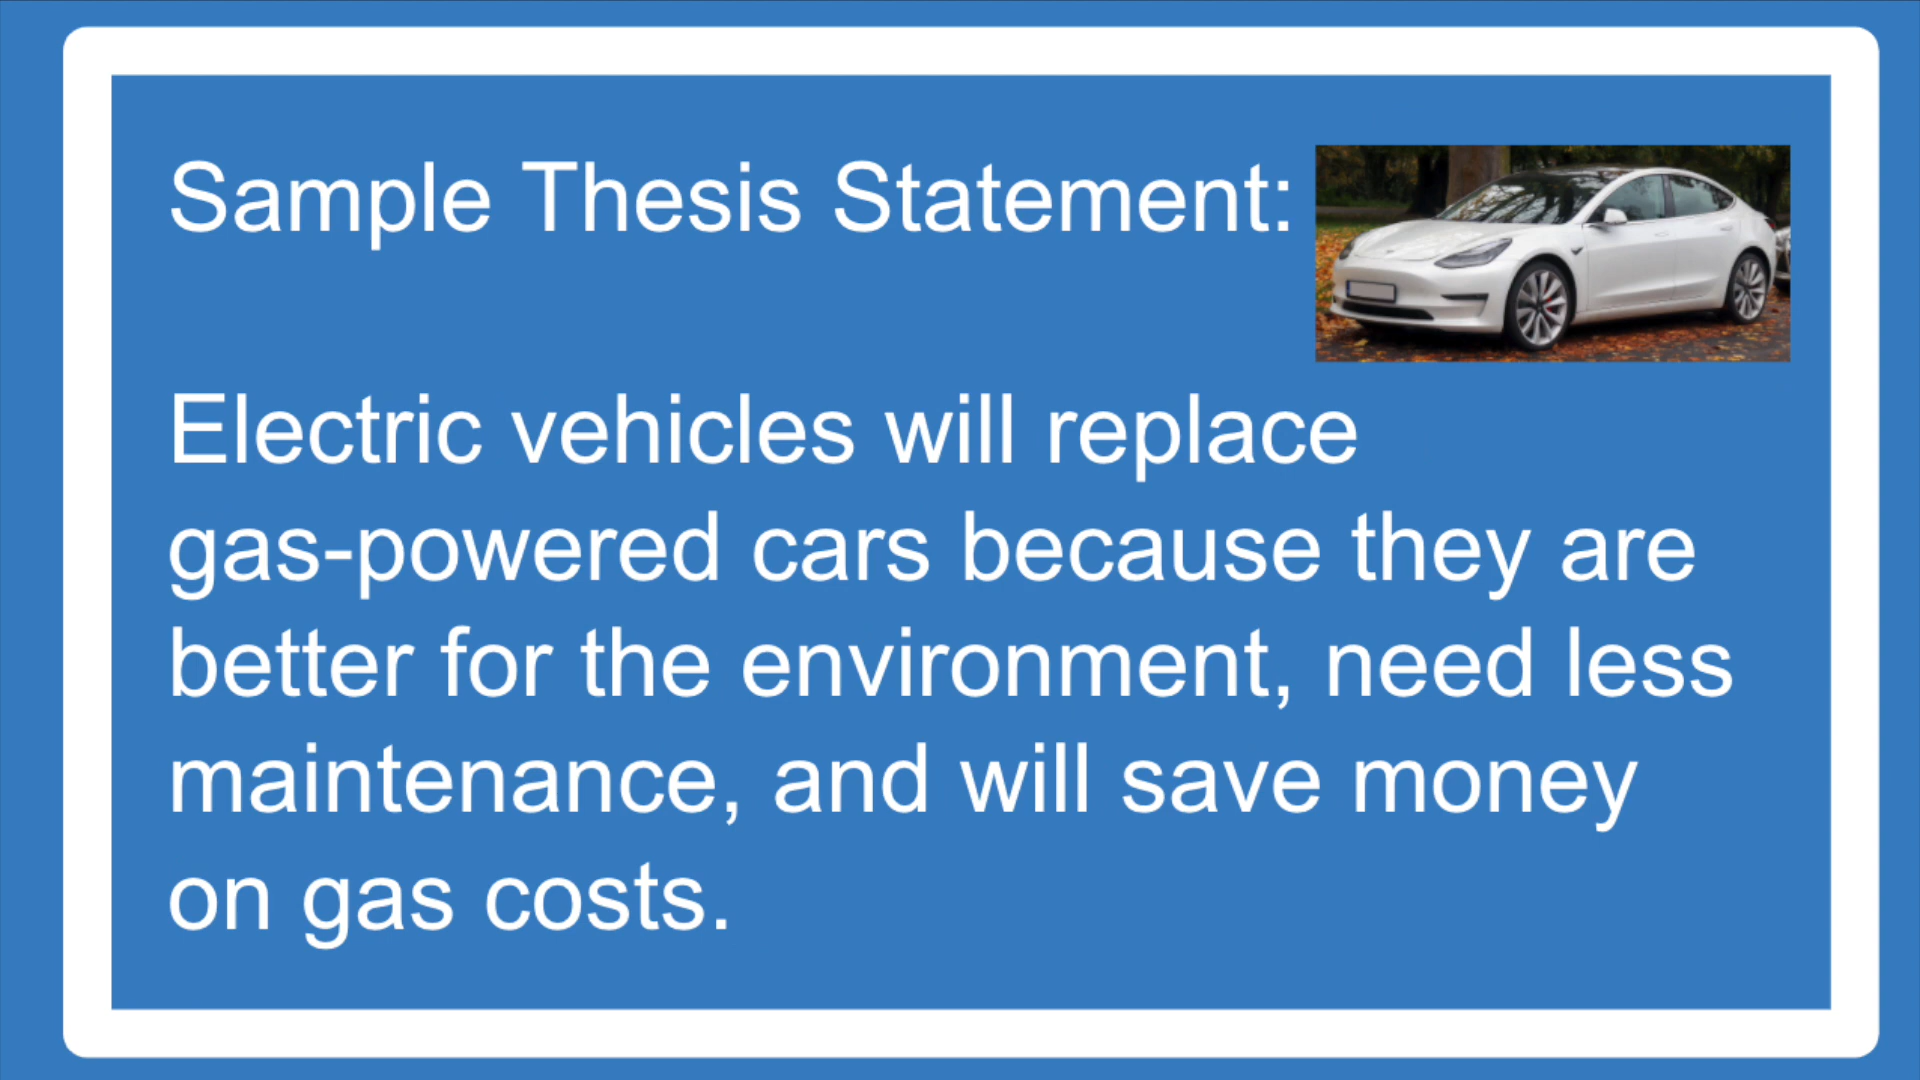 Sample Thesis Statement:
Electric vehicles will replace
gas-powered cars because they are
better for the environment, need less
maintenance, and will save money
on gas costs.